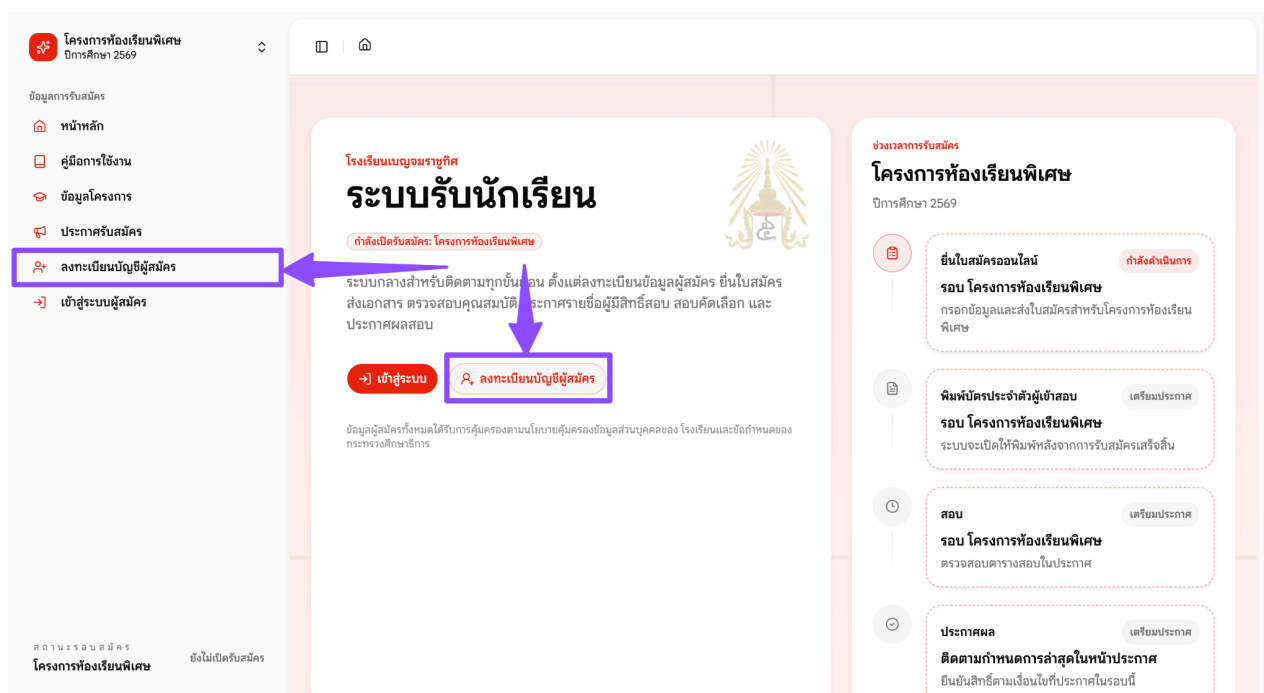 โครงการห้องเรียนพิเศษ
ปีการศึกษา 2569
ข้อมูลการรับสมัคร
หน้าหลัก
คู่มือการใช้งาน
ข้อมูลโครงการ
ประกาศรับสมัคร
ลงทะเบียนบัญชีผู้สมัคร
เข้าสู่ระบบผู้สมัคร
สถานะรอบสมัคร
โครงการห้องเรียนพิเศษ
ยังไม่เปิดรับสมัคร
โรงเรียนเบญจมราชูทิศ
ระบบรับนักเรียน
กำลังเปิดรับสมัคร: โครงการห้องเรียนพิเศษ
ระบบกลางสำหรับติดตามทุกขั้นตอน ตั้งแต่ลงทะเบียนข้อมูลผู้สมัคร ยื่นใบสมัคร
ส่งเอกสาร ตรวจสอบคุณสมบัติ ประกาศรายชื่อผู้มีสิทธิ์สอบ สอบคัดเลือก และ
ประกาศผลสอบ
เข้าสู่ระบบ
ลงทะเบียนบัญชีผู้สมัคร
ข้อมูลผู้สมัครทั้งหมดได้รับการคุ้มครองตามนโยบายคุ้มครองข้อมูลส่วนบุคคลของ โรงเรียนและข้อกำหนดของ
กระทรวงศึกษาธิการ
ช่วงเวลาการรับสมัคร
โครงการห้องเรียนพิเศษ
ปีการศึกษา 2569
ยื่นใบสมัครออนไลน์
กำลังดำเนินการ
รอบ โครงการห้องเรียนพิเศษ
กรอกข้อมูลและส่งใบสมัครสำหรับโครงการห้องเรียน
พิเศษ
พิมพ์บัตรประจำตัวผู้เข้าสอบ
เตรียมประกาศ
รอบ โครงการห้องเรียนพิเศษ
ระบบจะเปิดให้พิมพ์หลังจากการรับสมัครเสร็จสิ้น
สอบ
เตรียมประกาศ
รอบ โครงการห้องเรียนพิเศษ
ตรวจสอบตารางสอบในประกาศ
ประกาศผล
เตรียมประกาศ
ติดตามกำหนดการล่าสุดในหน้าประกาศ
ยืนยันสิทธิ์ตามเงื่อนไขที่ประกาศในรอบนี้